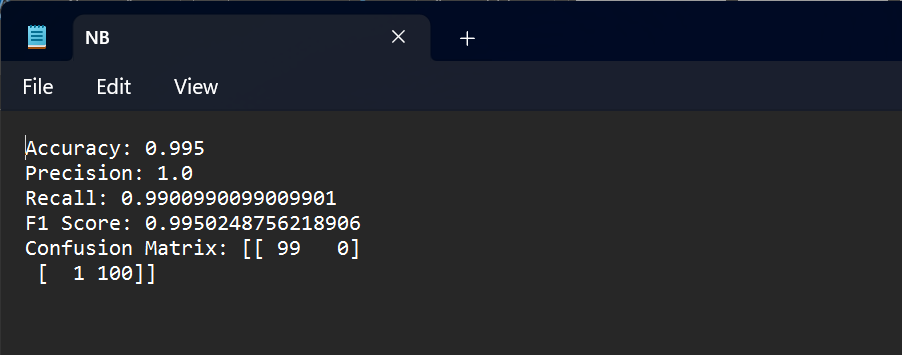 NB
File Edit View
Accuracy: 0.995
Precision: 1.0
Recall: 0.9900990099009901
F1 Score: 0.9950248756218906
Confusion Matrix: [[ 99   0]
 [  1 100]]